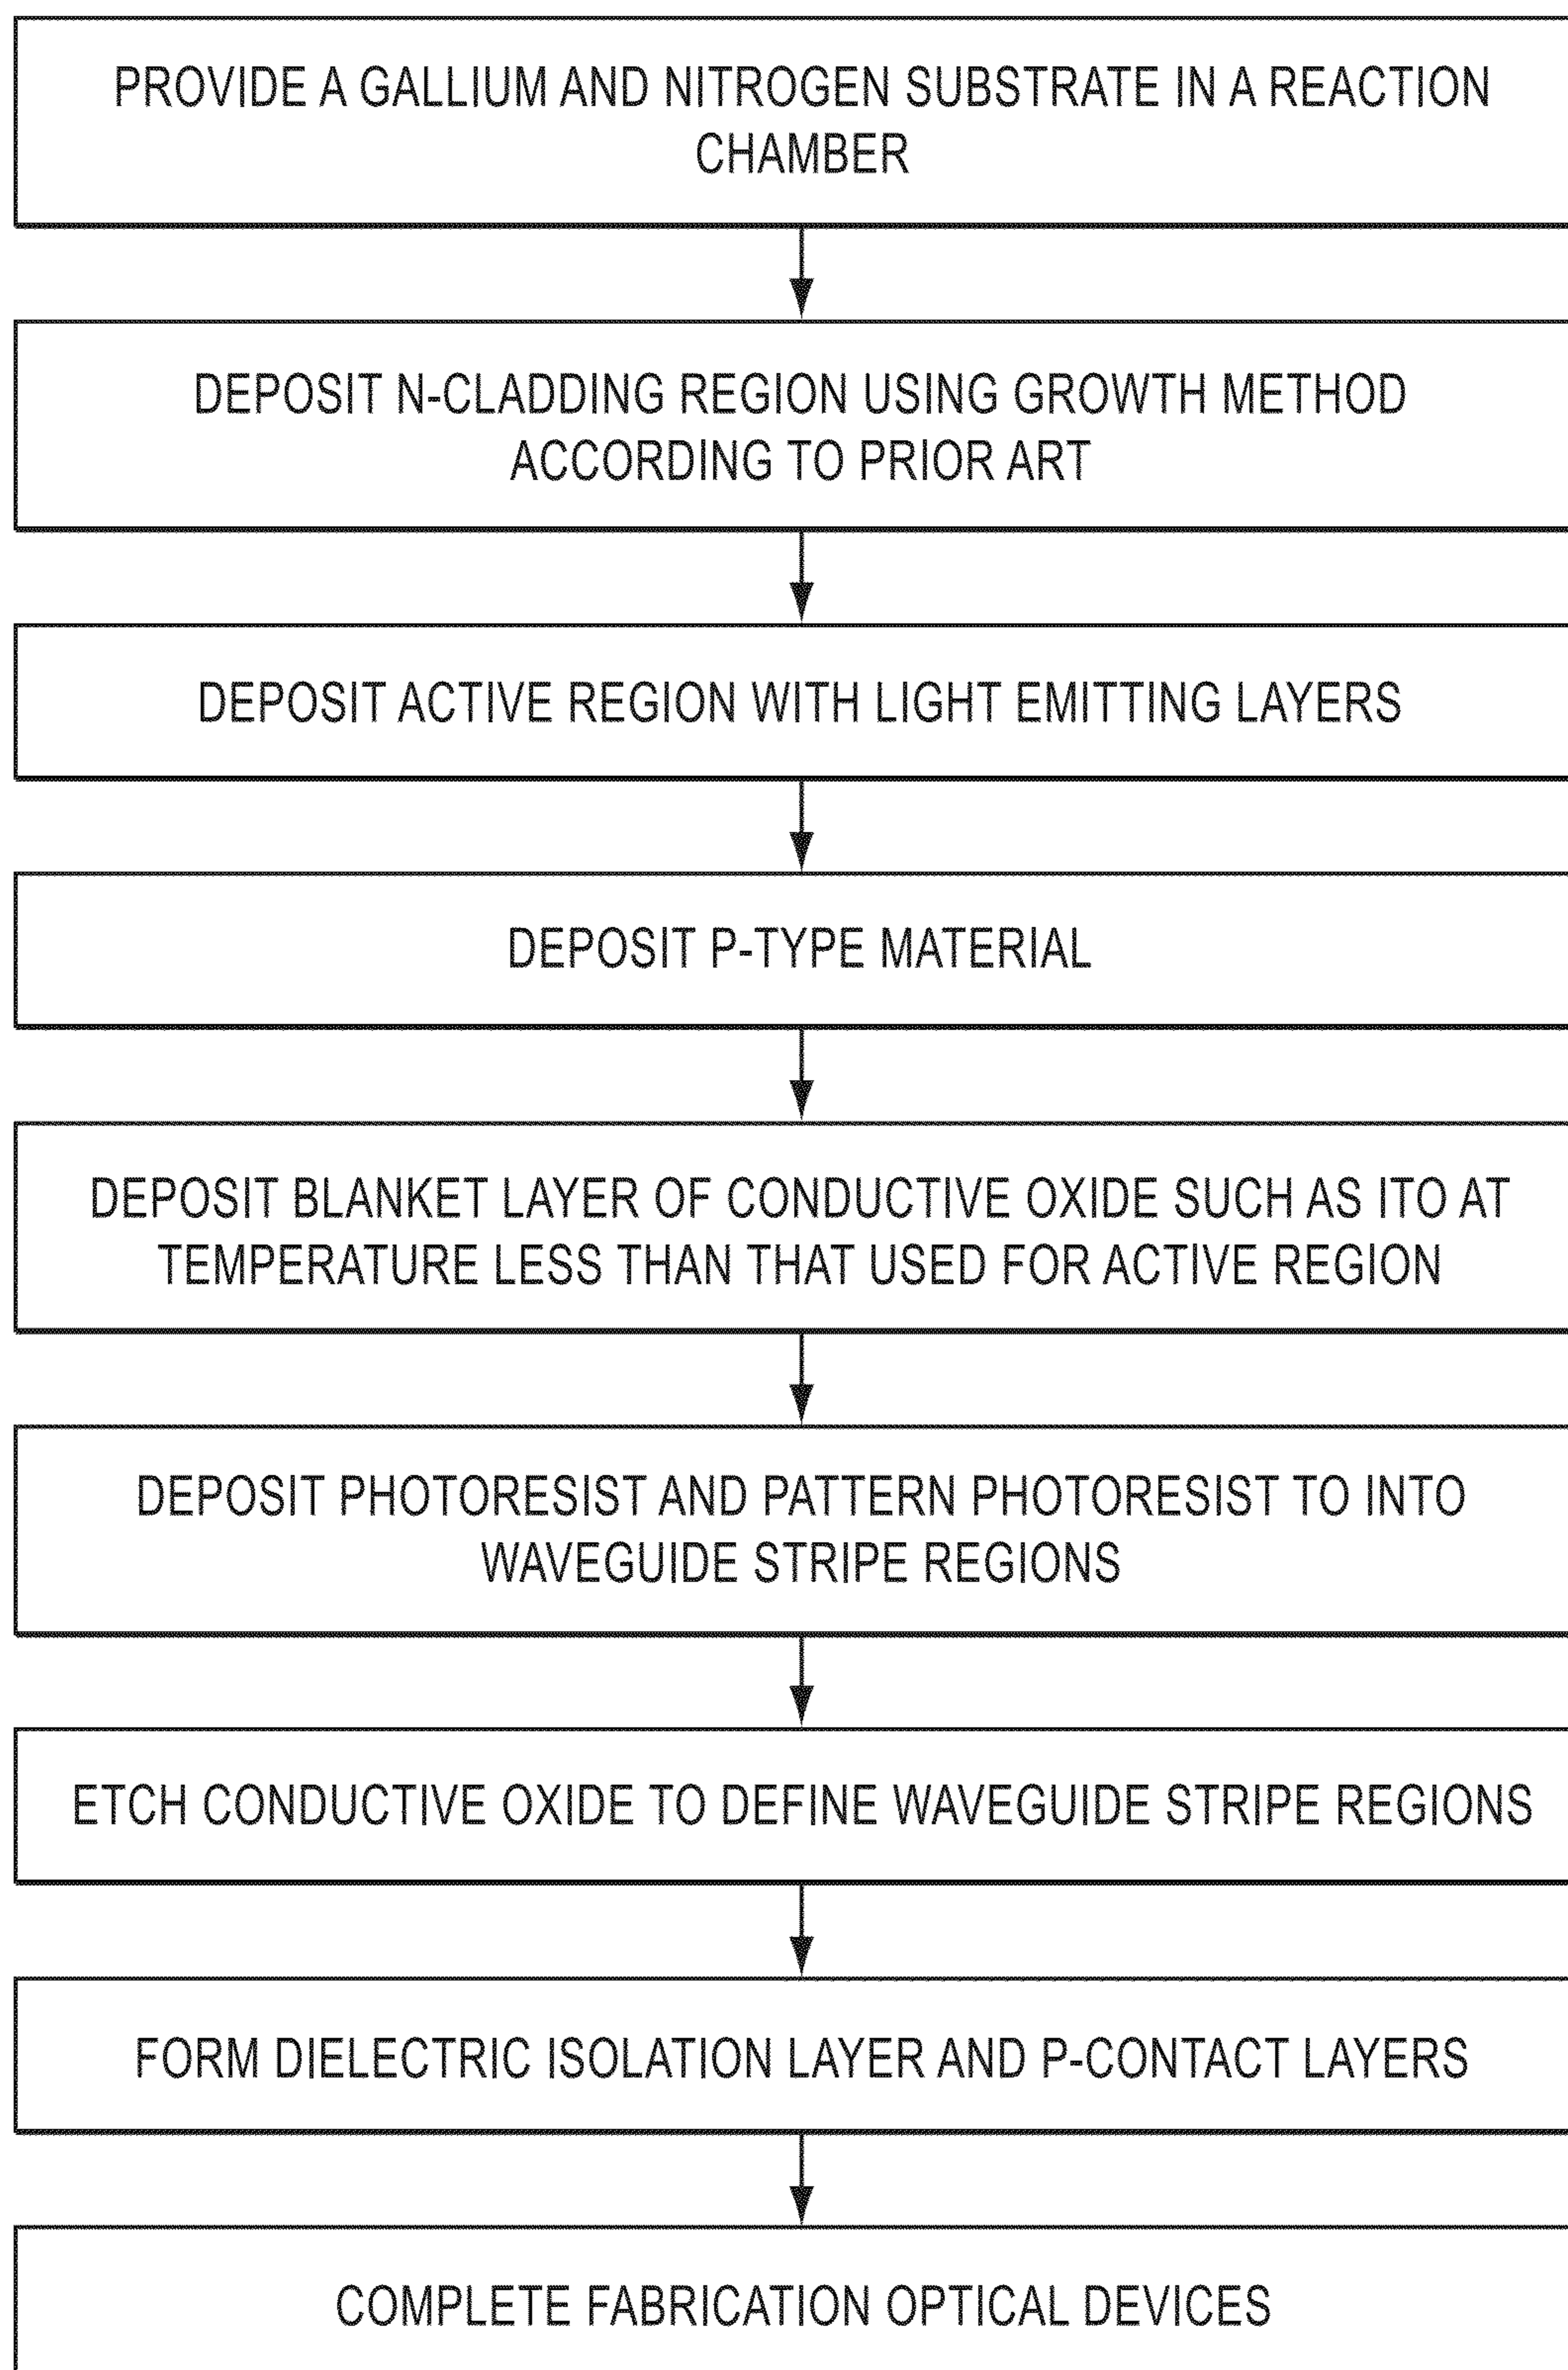 PROVIDE A GALLIUM AND NITROGEN SUBSTRATE IN A REACTION
CHAMBER
DEPOSIT N-CLADDING REGION USING GROWTH METHOD
ACCORDING TO PRIOR ART
DEPOSIT ACTIVE REGION WITH LIGHT EMITTING LAYERS
DEPOSIT P-TYPE MATERIAL
DEPOSIT BLANKET LAYER OF CONDUCTIVE OXIDE SUCH AS ITO AT
TEMPERATURE LESS THAN THAT USED FOR ACTIVE REGION
DEPOSIT PHOTORESIST AND PATTERN PHOTORESIST TO INTO
WAVEGUIDE STRIPE REGIONS
ETCH CONDUCTIVE OXIDE TO DEFINE WAVEGUIDE STRIPE REGIONS
FORM DIELECTRIC ISOLATION LAYER AND P-CONTACT LAYERS
COMPLETE FABRICATION OPTICAL DEVICES